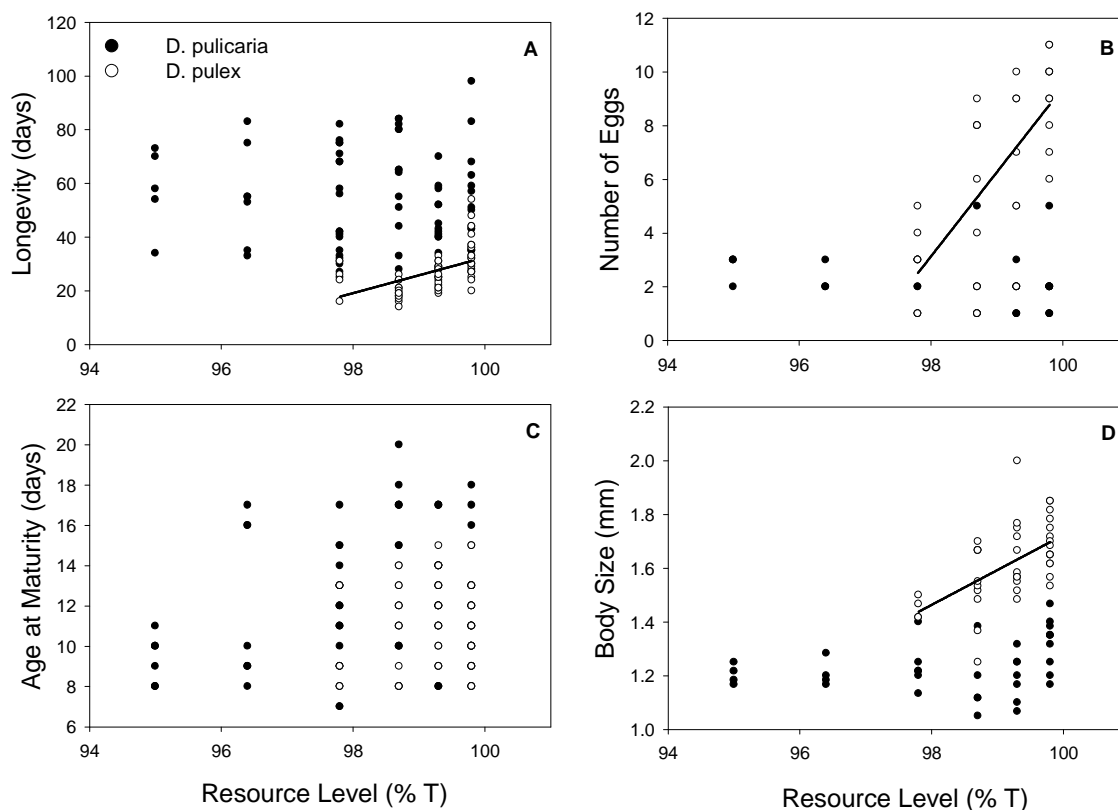 A
D. pulicaria
D. pulex
Longevity (days)
120
100
80
60
40
20
0
94 96 98 100
B
Number of Eggs
12
10
8
6
4
2
0
94 96 98 100
C
Age at Maturity (days)
22
20
18
16
14
12
10
8
6
94 96 98 100
Resource Level (% T)
D
Body Size (mm)
2.2
2.0
1.8
1.6
1.4
1.2
1.0
94 96 98 100
Resource Level (% T)